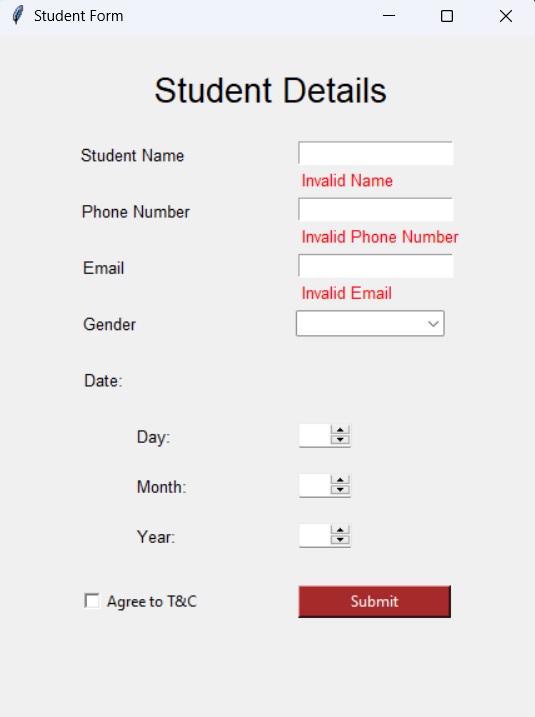 Student Form
Student Details
Student Name
Invalid Name
Phone Number
Invalid Phone Number
Email
Invalid Email
Gender
Date:
Day:
Month:
Year:
Agree to T&C
Submit